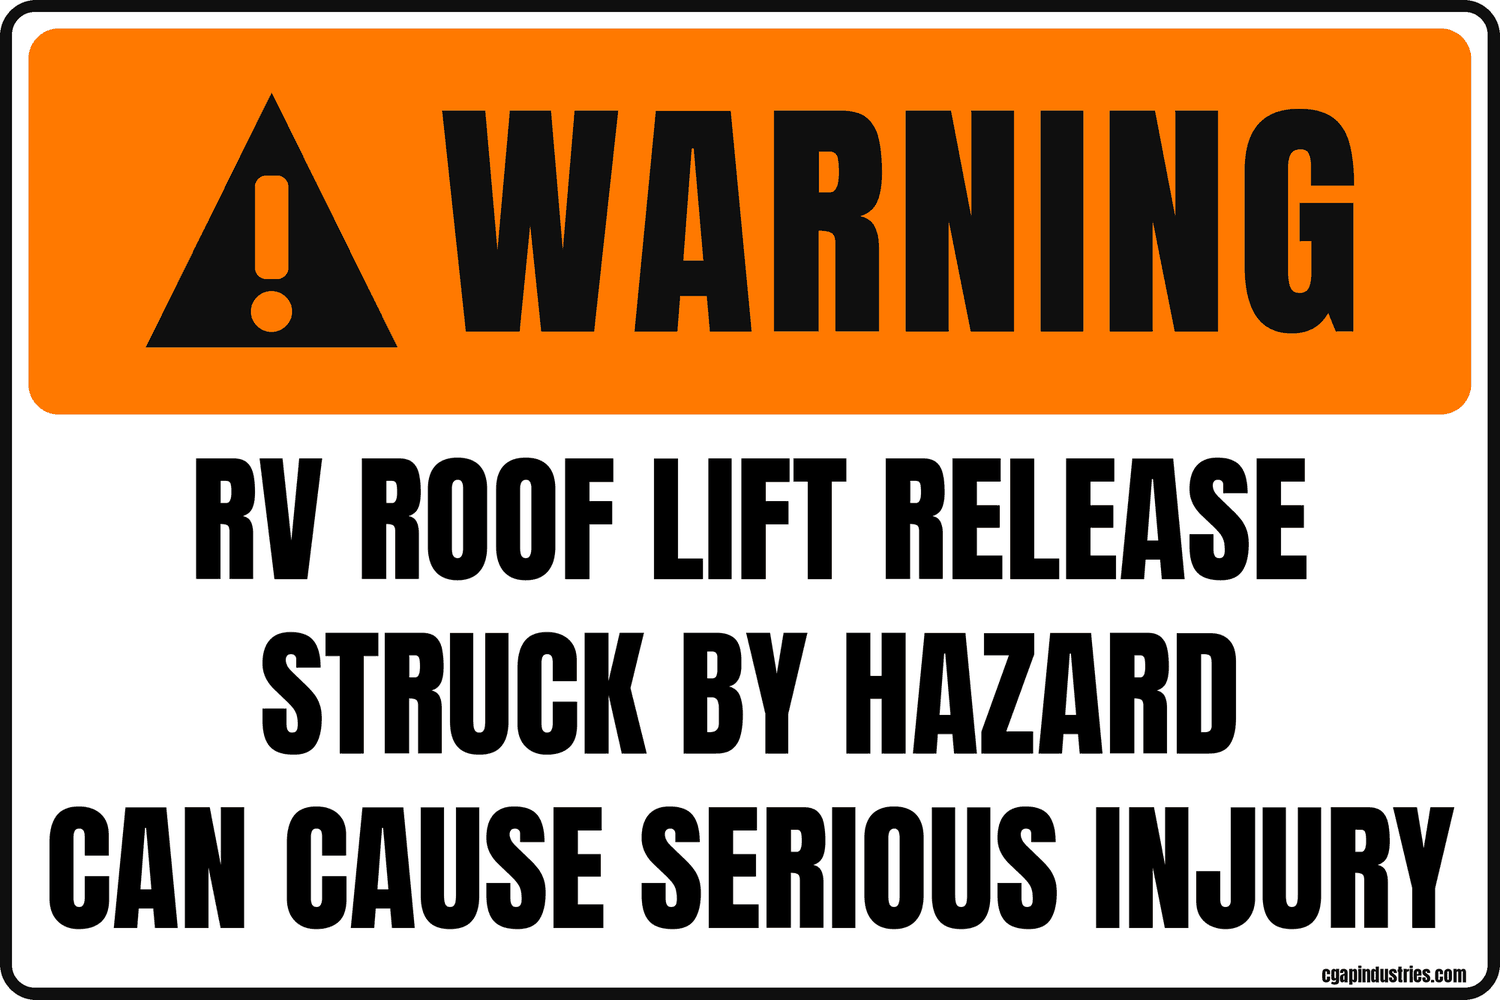 WARNING
RV ROOF LIFT RELEASE
STRUCK BY HAZARD
CAN CAUSE SERIOUS INJURY
cgapindustries.com